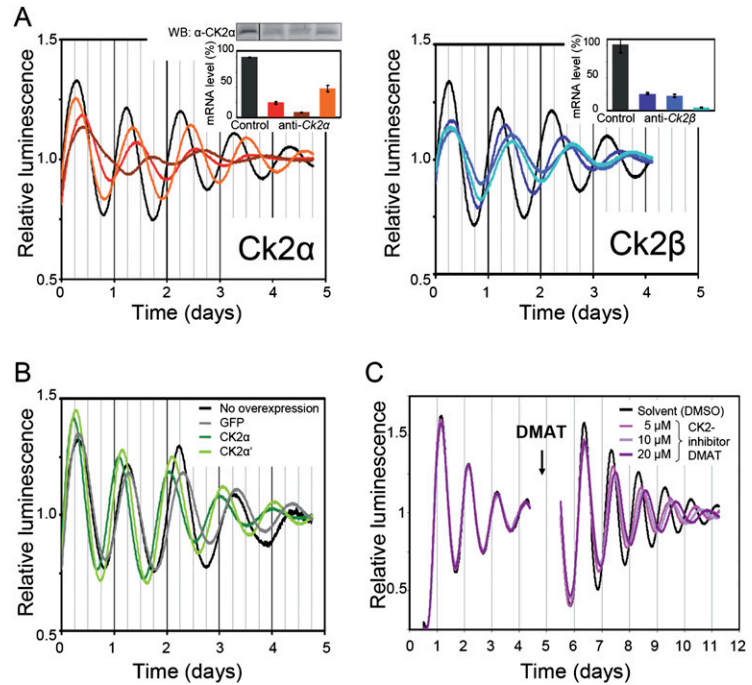 A
WB: α-CK2α
mRNA level (%)
100
50
0
Control anti-Ck2α
Relative luminescence
1.5
1.0
0.5
Ck2α
0 1 2 3 4 5
Time (days)
mRNA level (%)
100
50
0
Control anti-Ck2β
Relative luminescence
1.5
1.0
0.5
Ck2β
0 1 2 3 4 5
Time (days)
B
No overexpression
GFP
CK2α
CK2α'
Relative luminescence
1.5
1.0
0.5
0 1 2 3 4 5
Time (days)
C
Solvent (DMSO)
5 µM CK2-
10 µM inhibitor
20 µM DMAT
DMAT
Relative luminescence
1.5
1
0.5
0 1 2 3 4 5 6 7 8 9 10 11 12
Time (days)